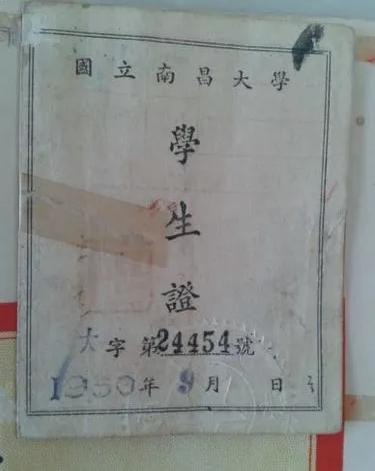 國立南昌大學
學生證
大字第24454號
1950年9月 日